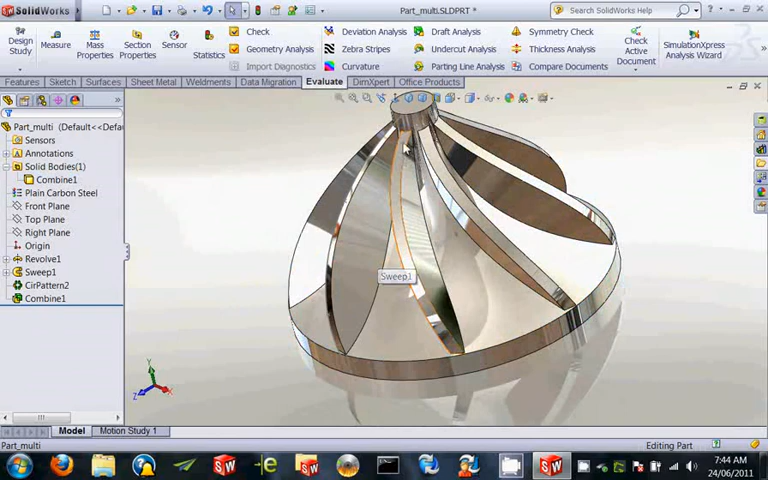 SolidWorks
Part_multi.SLDPRT *
Search SolidWorks Help
Design Study
Measure
Mass Properties
Section Properties
Sensor
Statistics
Check
Geometry Analysis
Import Diagnostics
Deviation Analysis
Zebra Stripes
Curvature
Draft Analysis
Undercut Analysis
Parting Line Analysis
Symmetry Check
Thickness Analysis
Compare Documents
Check Active Document
SimulationXpress Analysis Wizard
Features
Sketch
Surfaces
Sheet Metal
Weldments
Data Migration
Evaluate
DimXpert
Office Products
Part_multi (Default<<Defau
Sensors
Annotations
Solid Bodies(1)
Combine1
Plain Carbon Steel
Front Plane
Top Plane
Right Plane
Origin
Revolve1
Sweep1
CirPattern2
Combine1
Sweep1
Y
X
Z
Model
Motion Study 1
Part_multi
Editing Part
7:44 AM
24/06/2011